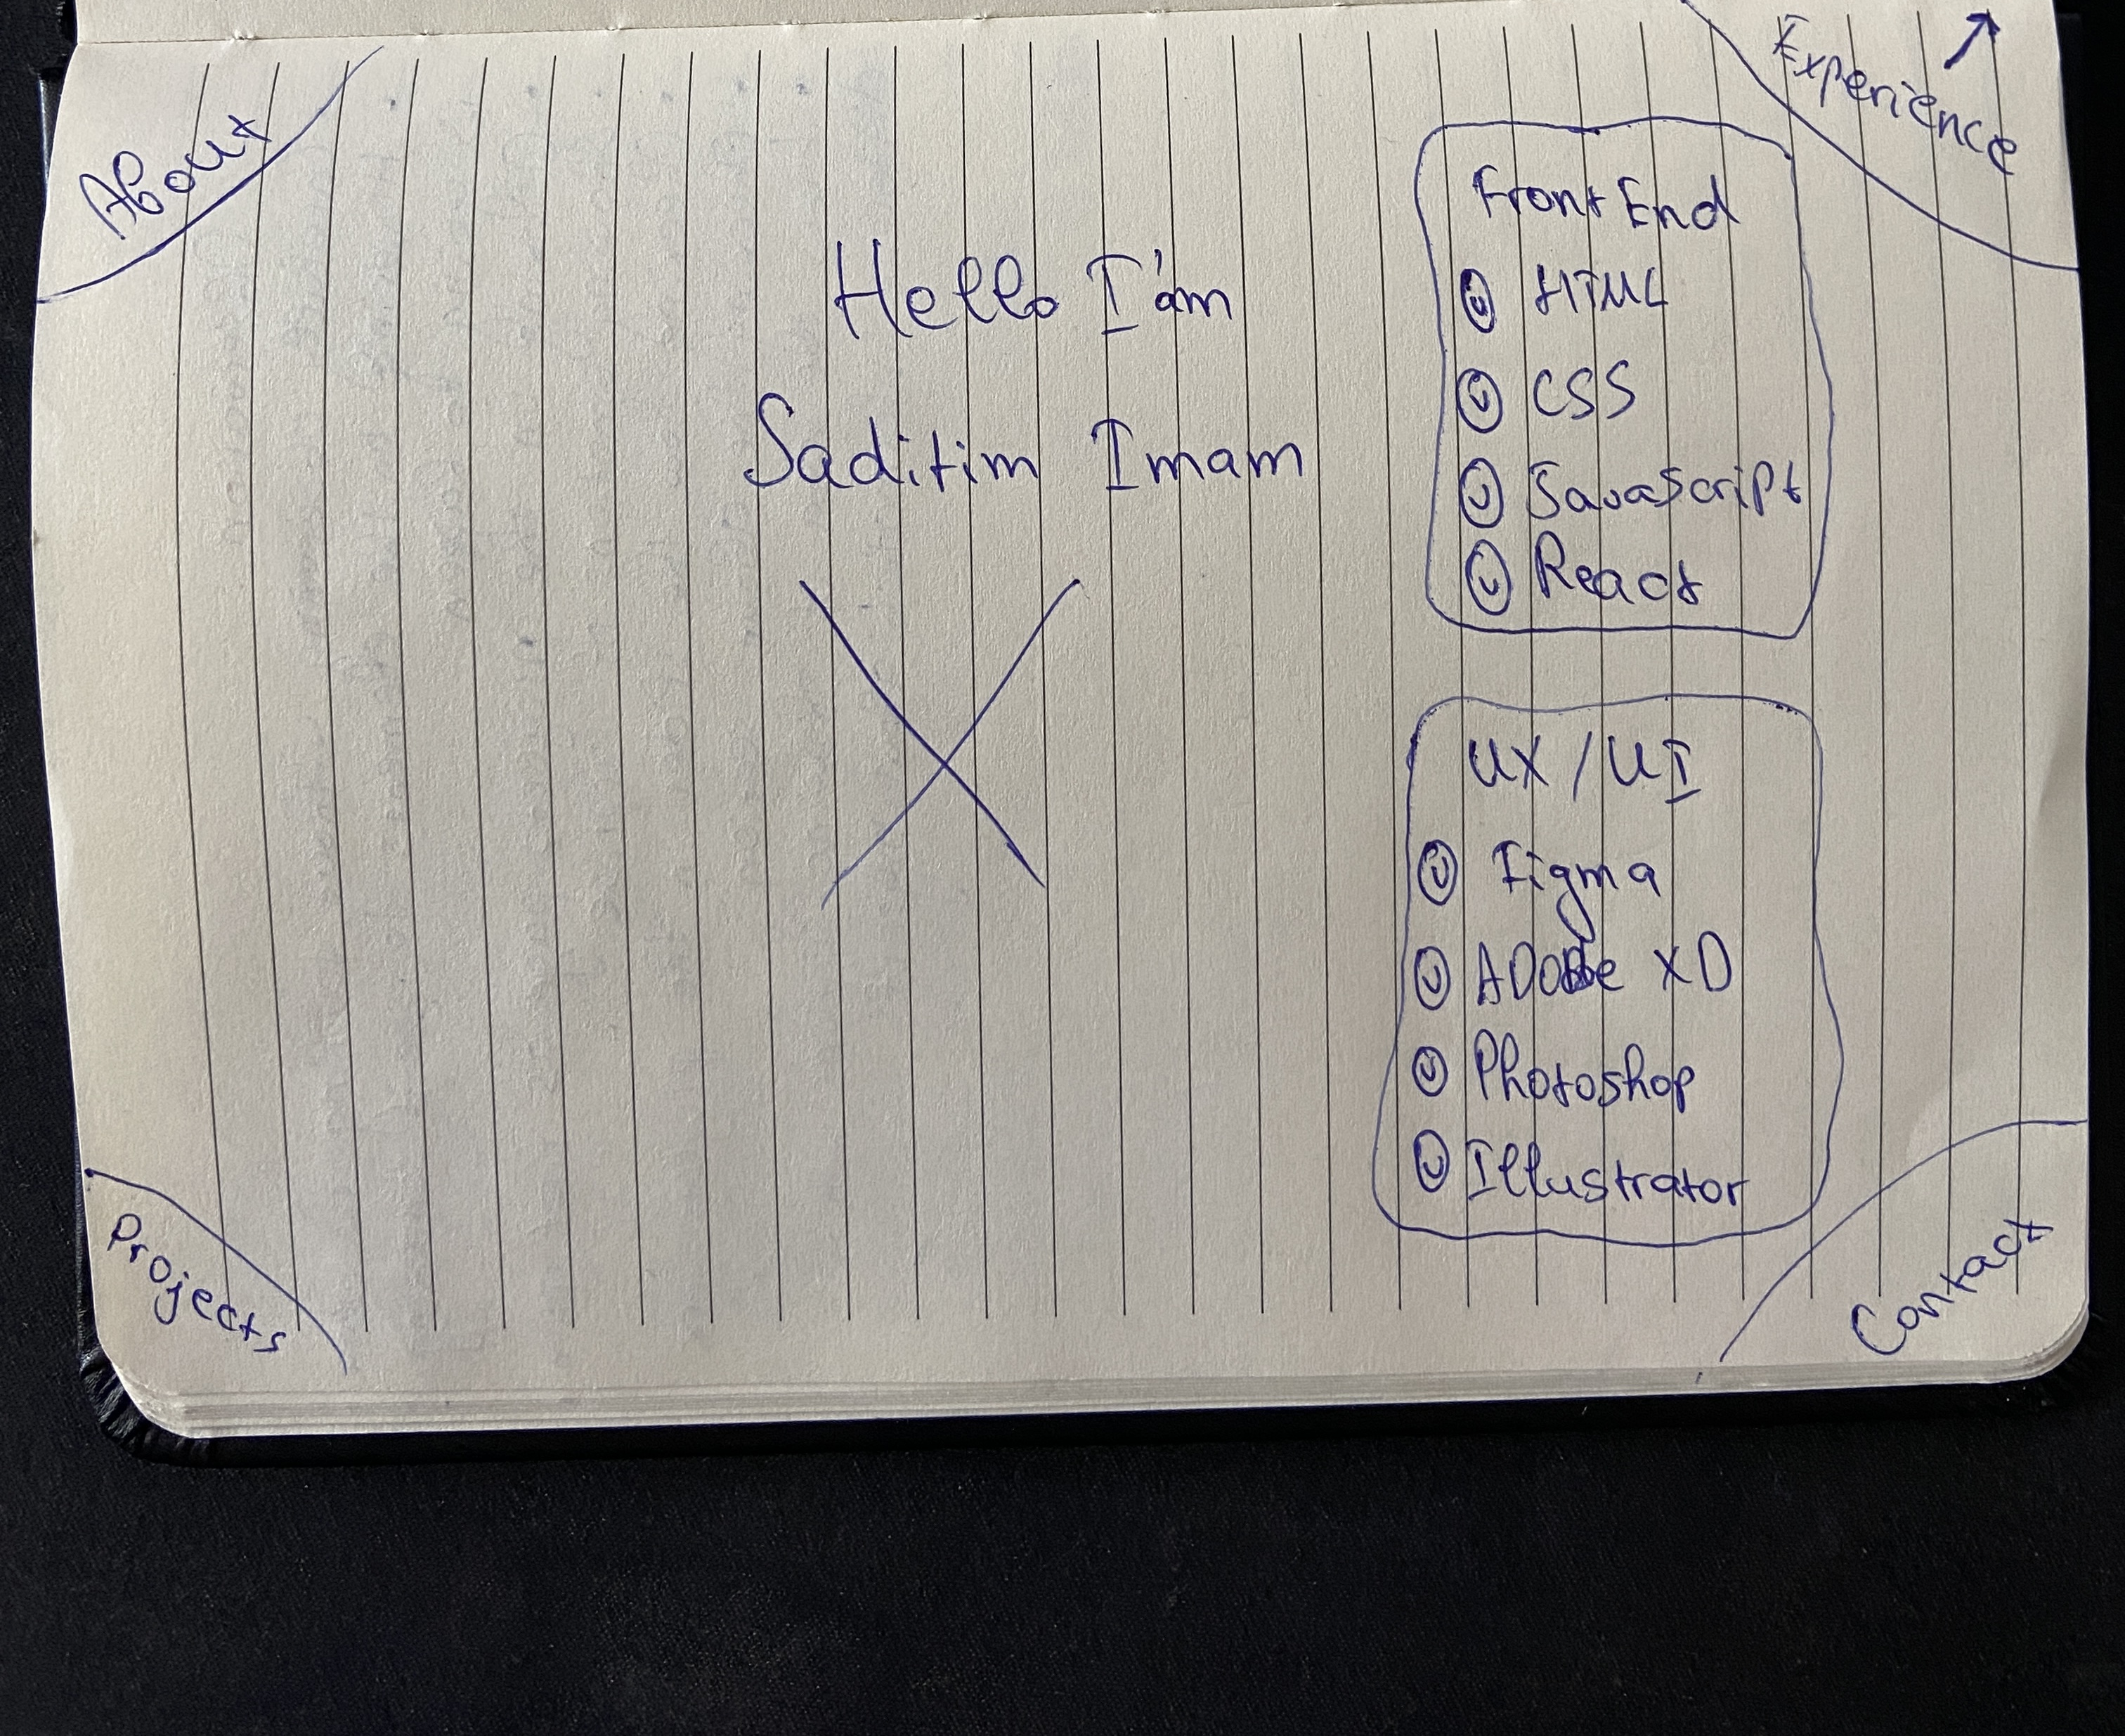 About
Experience
Hello I'am
Saditim Imam
Front End
HTML
CSS
JavaScript
React
UX / UI
Figma
ADobe XD
Photoshop
Illustrator
Projects
Contact